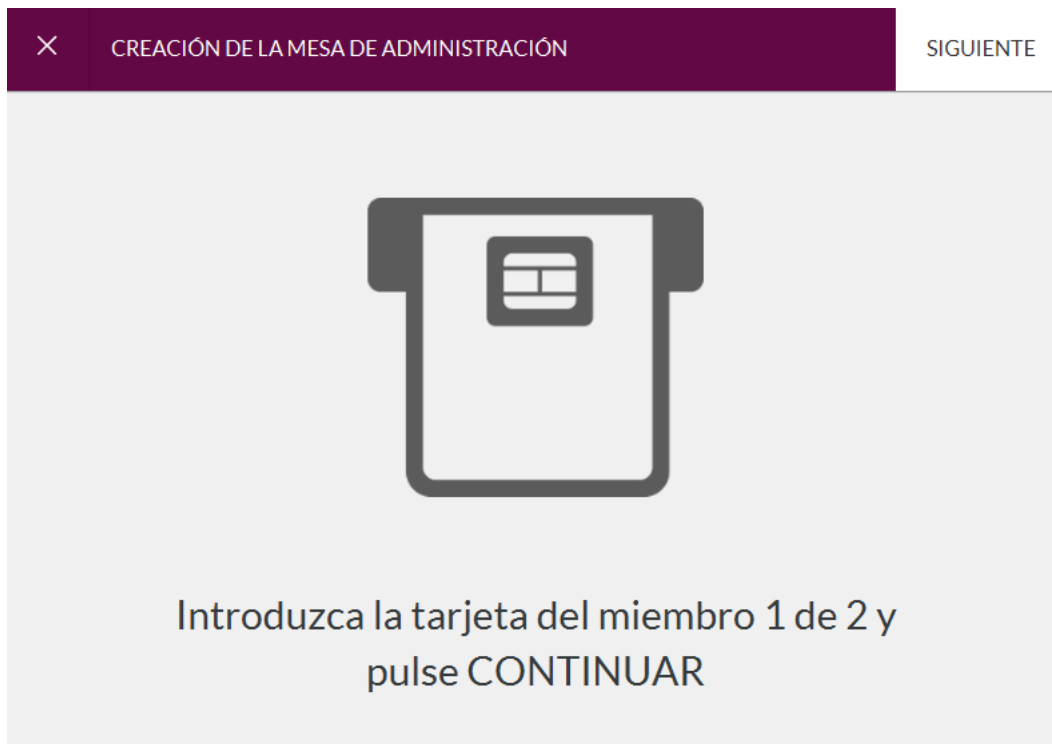 CREACIÓN DE LA MESA DE ADMINISTRACIÓN
SIGUIENTE
Introduzca la tarjeta del miembro 1 de 2 y
pulse CONTINUAR